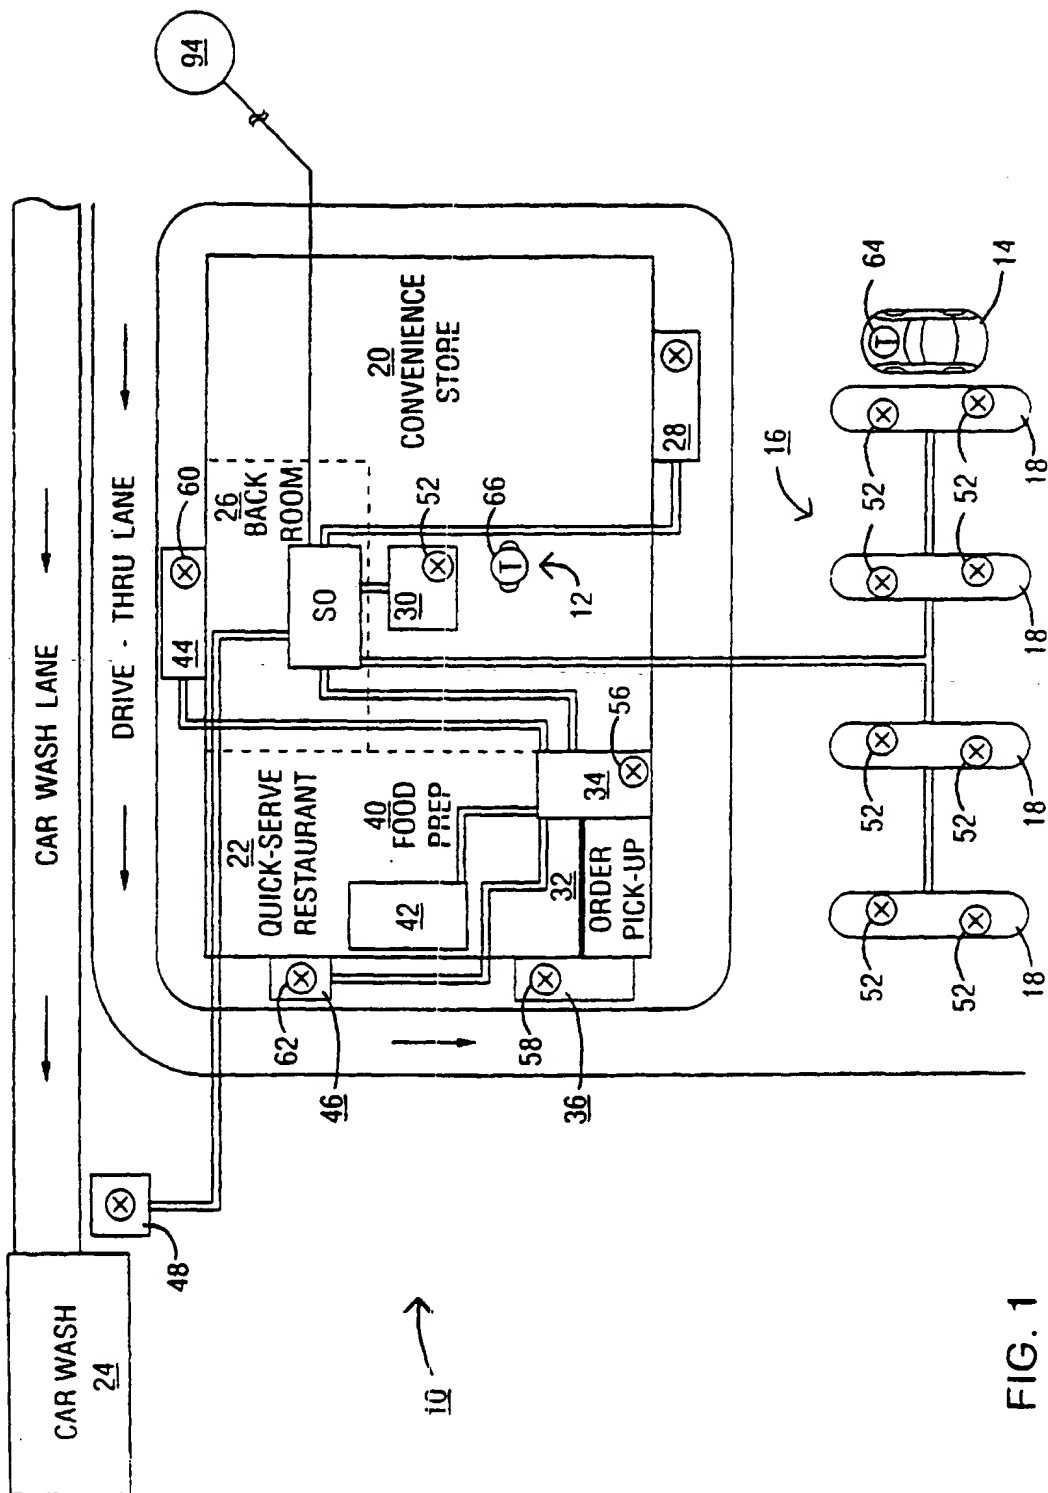 CAR WASH
24
48
CAR WASH LANE
DRIVE - THRU LANE
94
44
60
62
46
58
36
22
QUICK-SERVE
RESTAURANT
42
40
FOOD
PREP
32
ORDER
PICK-UP
34
56
26
BACK
ROOM
SO
30
52
66
12
20
CONVENIENCE
STORE
28
16
64
14
52
52
18
52
52
18
52
52
18
52
52
18
10
FIG. 1